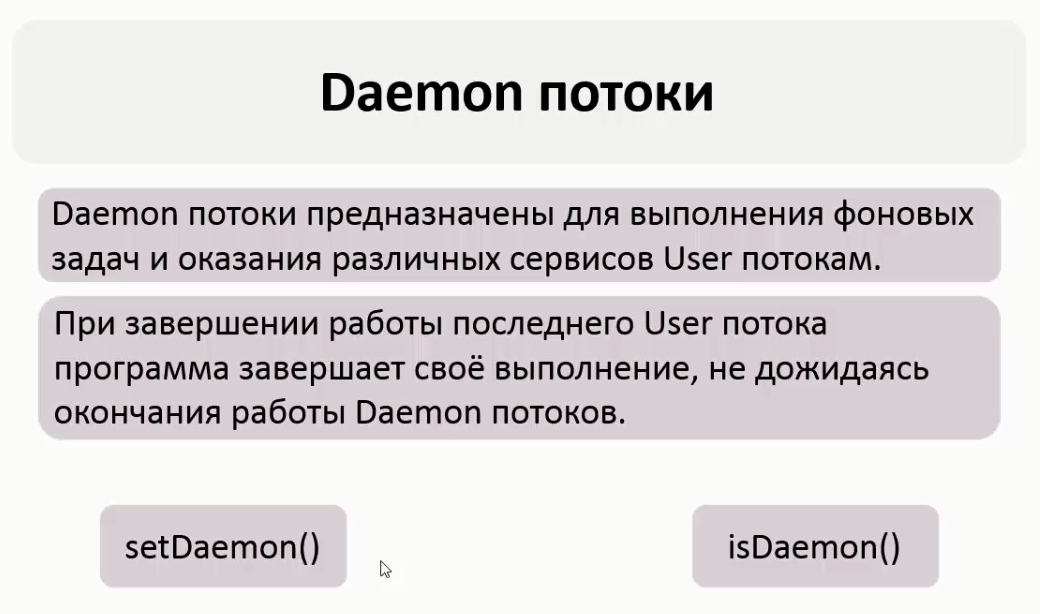 Daemon потоки
Daemon потоки предназначены для выполнения фоновых
задач и оказания различных сервисов User потокам.
При завершении работы последнего User потока
программа завершает своё выполнение, не дожидаясь
окончания работы Daemon потоков.
setDaemon()
isDaemon()